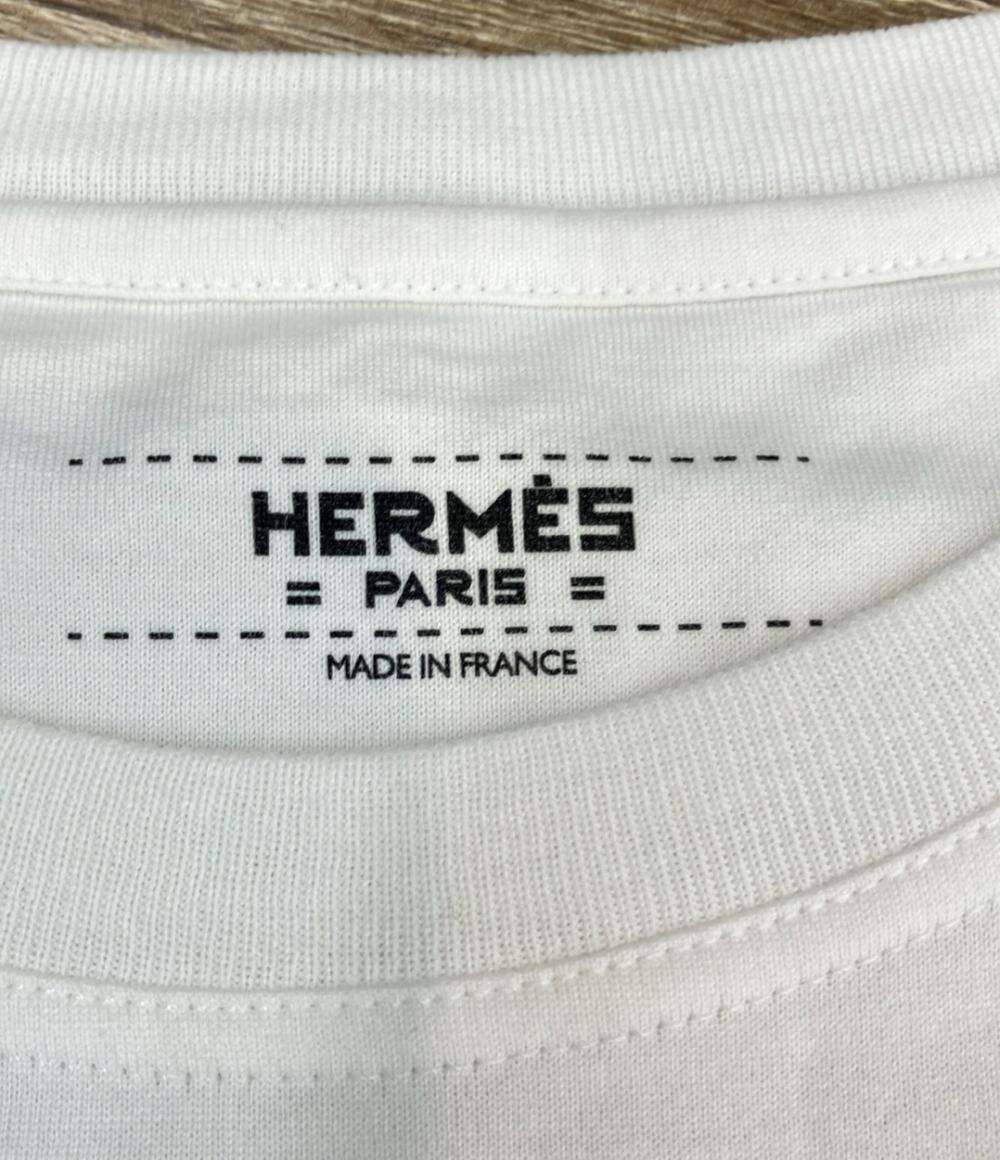 HERMÈS
= PARIS =
MADE IN FRANCE